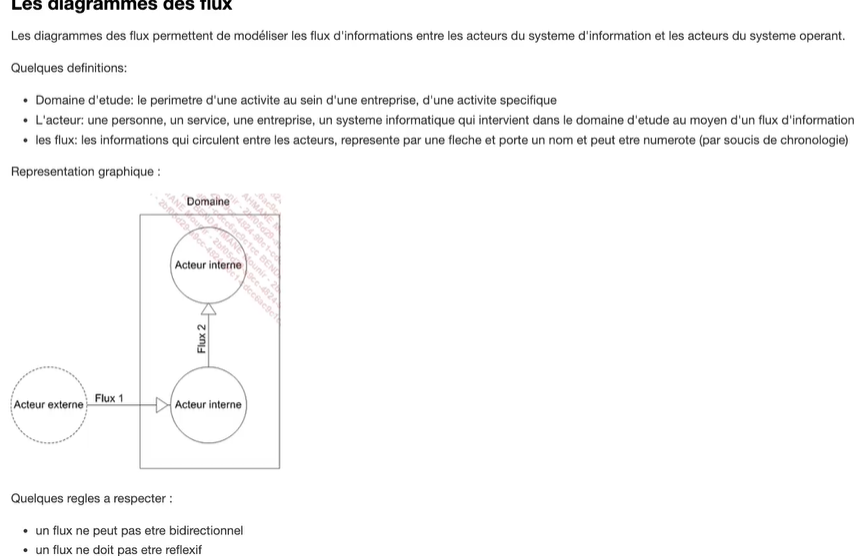 Les diagrammes des flux
Les diagrammes des flux permettent de modéliser les flux d'informations entre les acteurs du systeme d'information et les acteurs du systeme operant.
Quelques definitions:
• Domaine d'etude: le perimetre d'une activite au sein d'une entreprise, d'une activite specifique
• L'acteur: une personne, un service, une entreprise, un systeme informatique qui intervient dans le domaine d'etude au moyen d'un flux d'information
• les flux: les informations qui circulent entre les acteurs, represente par une fleche et porte un nom et peut etre numerote (par soucis de chronologie)
Representation graphique :
Domaine
Acteur interne
Flux 2
Acteur externe
Flux 1
Acteur interne
Quelques regles a respecter :
• un flux ne peut pas etre bidirectionnel
• un flux ne doit pas etre reflexif